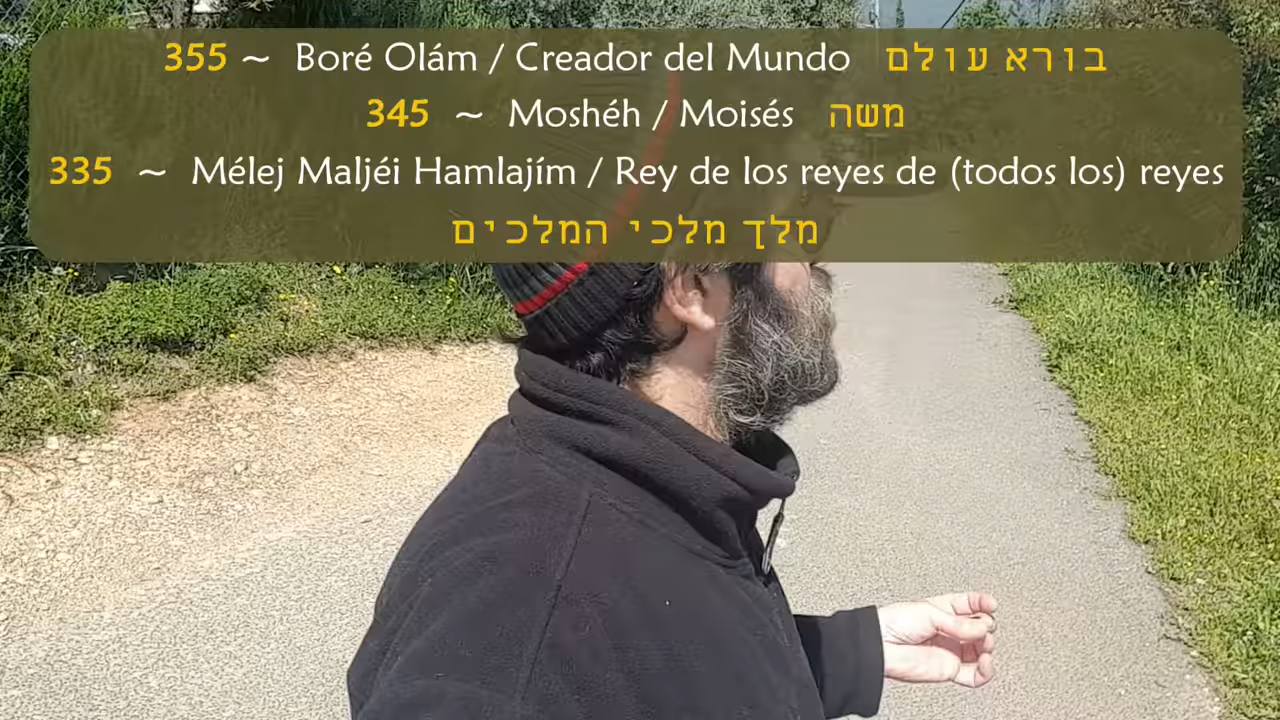 355 ~ Boré Olám / Creador del Mundo בורא עולם
345 ~ Moshéh / Moisés משה
335 ~ Mélej Maljéi Hamlajím / Rey de los reyes de (todos los) reyes
מלך מלכי המלכים